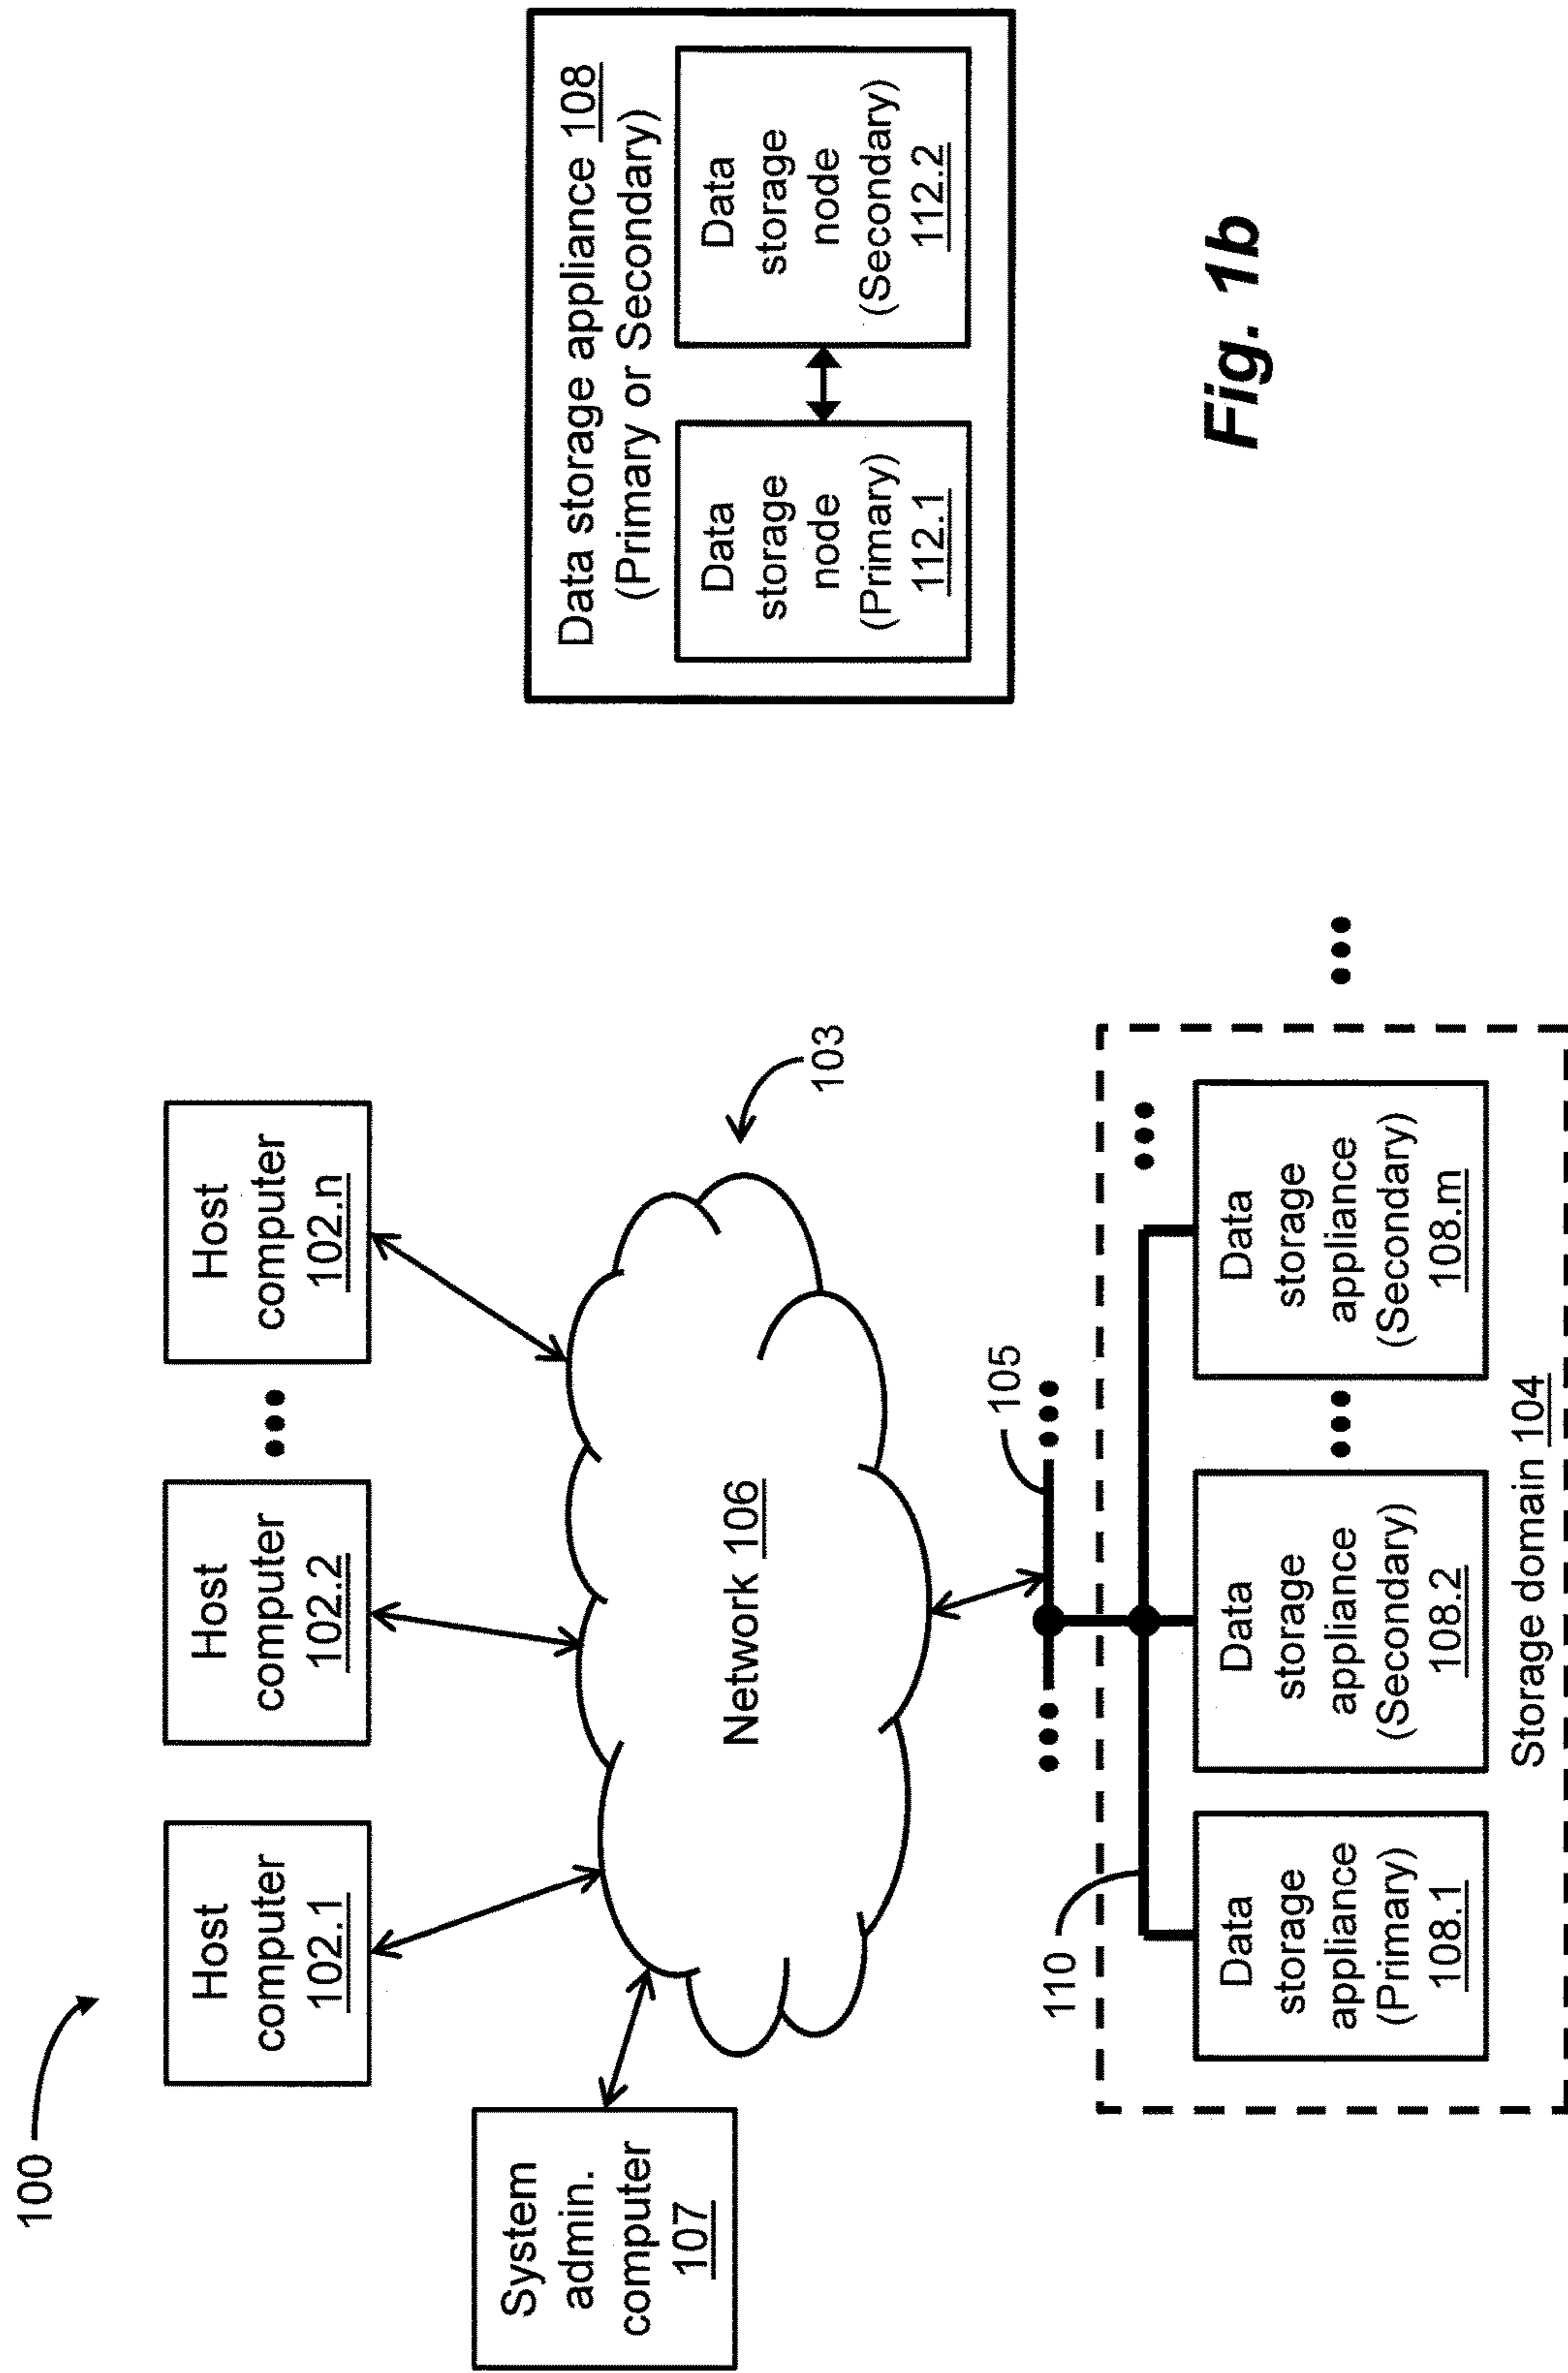 100
Host
computer
102.1
Host
computer
102.2
•••
Host
computer
102.n
System
admin.
computer
107
Network 106
103
105
•••
•••
110
•••
Data
storage
appliance
(Primary)
108.1
Data
storage
appliance
(Secondary)
108.2
•••
Data
storage
appliance
(Secondary)
108.m
Storage domain 104
•••
Data storage appliance 108
(Primary or Secondary)
Data
storage
node
(Primary)
112.1
Data
storage
node
(Secondary)
112.2
Fig. 1b